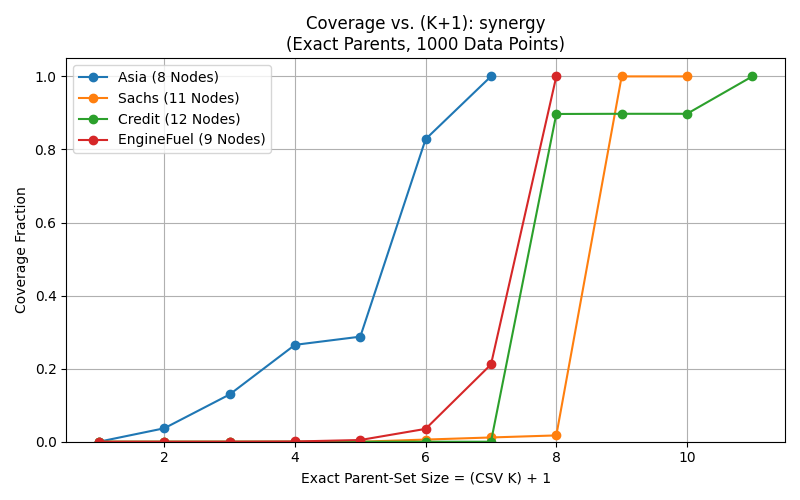 Coverage vs. (K+1): synergy
(Exact Parents, 1000 Data Points)
Asia (8 Nodes)
Sachs (11 Nodes)
Credit (12 Nodes)
EngineFuel (9 Nodes)
Coverage Fraction
1.0
0.8
0.6
0.4
0.2
0.0
2
4
6
8
10
Exact Parent-Set Size = (CSV K) + 1